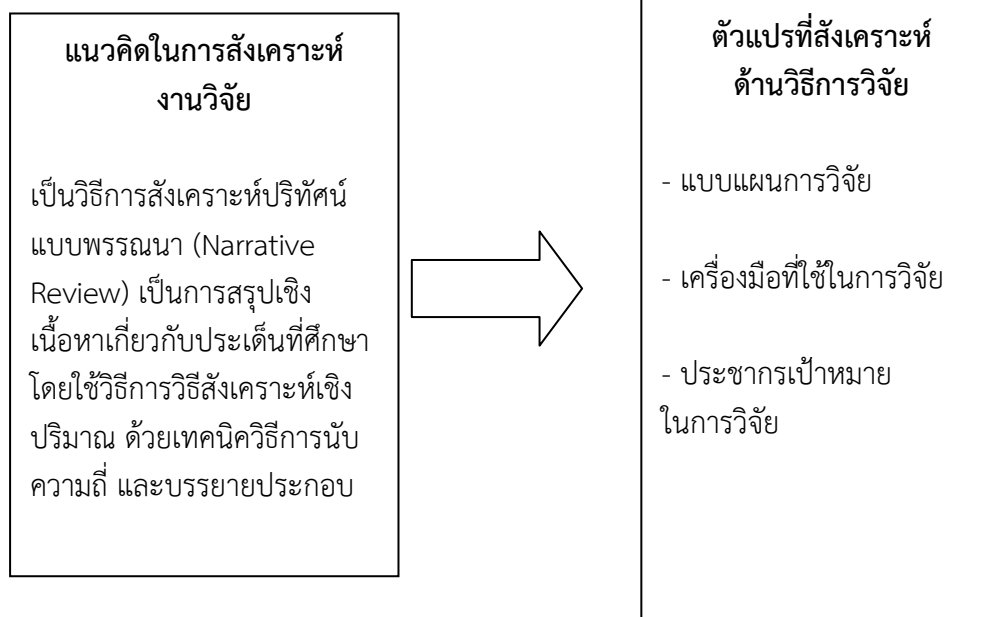 แนวคิดในการสังเคราะห์
งานวิจัย
เป็นวิธีการสังเคราะห์ปริทัศน์
แบบพรรณนา (Narrative
Review) เป็นการสรุปเชิง
เนื้อหาเกี่ยวกับประเด็นที่ศึกษา
โดยใช้วิธีการวิธีสังเคราะห์เชิง
ปริมาณ ด้วยเทคนิควิธีการนับ
ความถี่ และบรรยายประกอบ
ตัวแปรที่สังเคราะห์
ด้านวิธีการวิจัย
- แบบแผนการวิจัย
- เครื่องมือที่ใช้ในการวิจัย
- ประชากรเป้าหมาย
ในการวิจัย